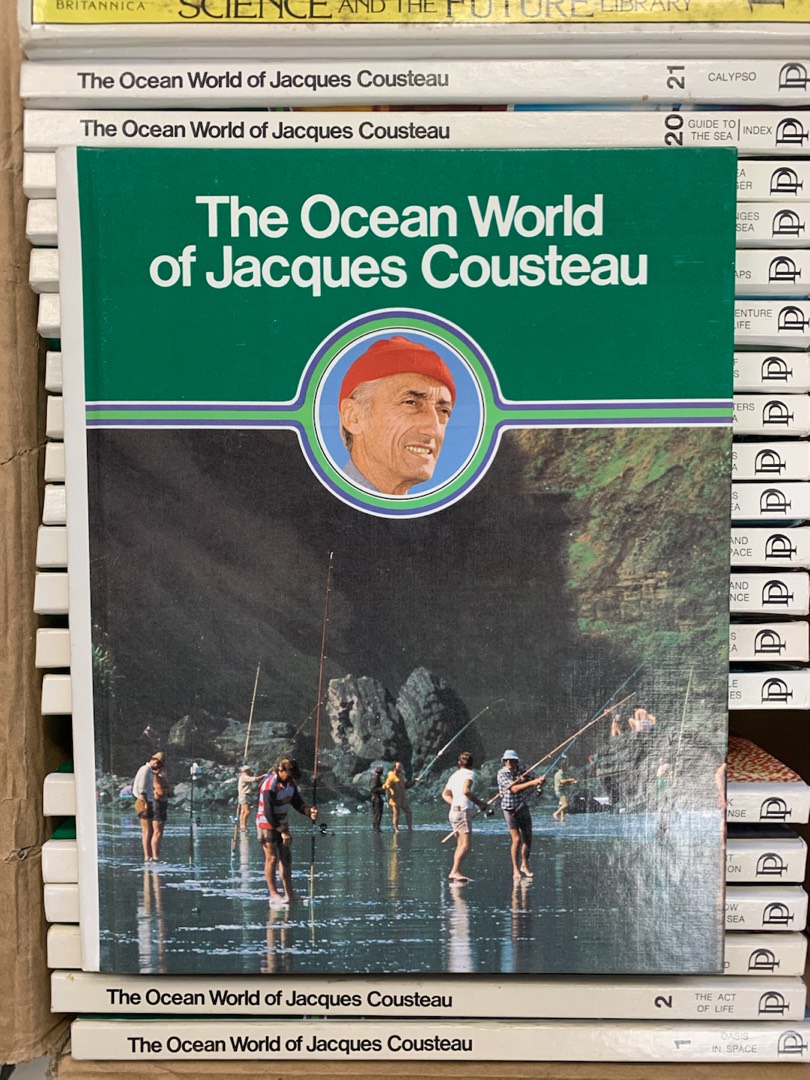 BRITANNICA SCIENCE AND THE FUTURE LIBRARY
The Ocean World of Jacques Cousteau 21 CALYPSO
The Ocean World of Jacques Cousteau 20 GUIDE TO THE SEA INDEX
The Ocean World
of Jacques Cousteau
The Ocean World of Jacques Cousteau 2 THE ACT OF LIFE
The Ocean World of Jacques Cousteau 1 OASIS IN SPACE